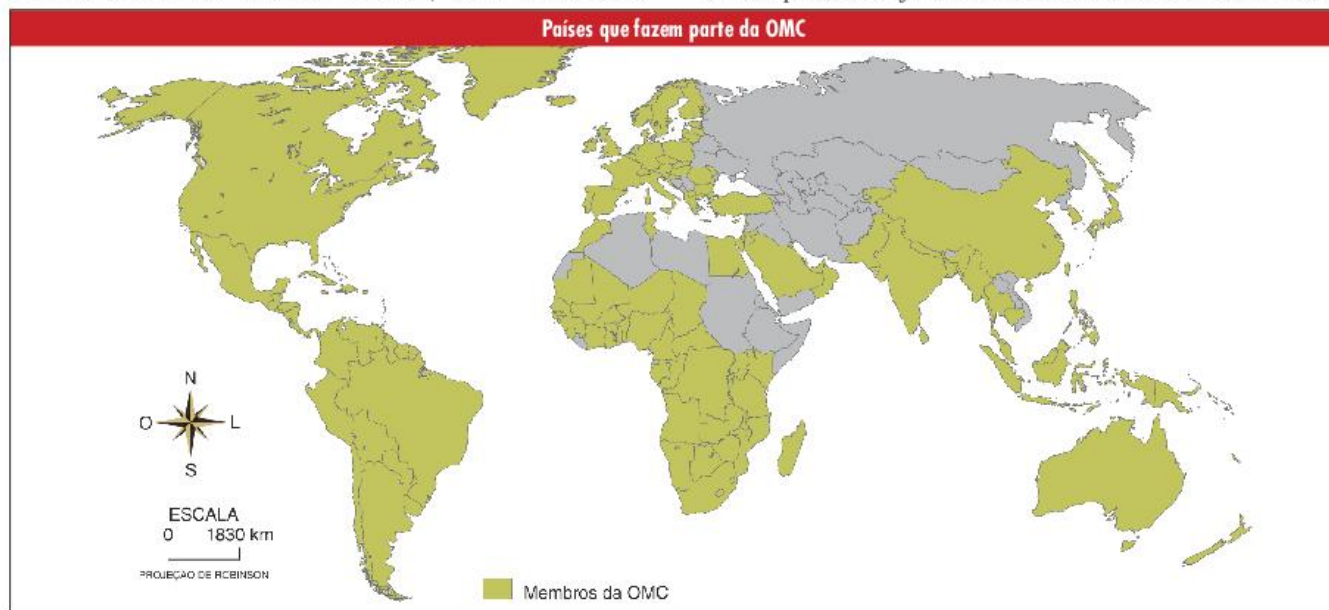 Países que fazem parte da OMC
N
O L
S
ESCALA
0 1830 km
PROJEÇÃO DE ROBINSON
Membros da OMC